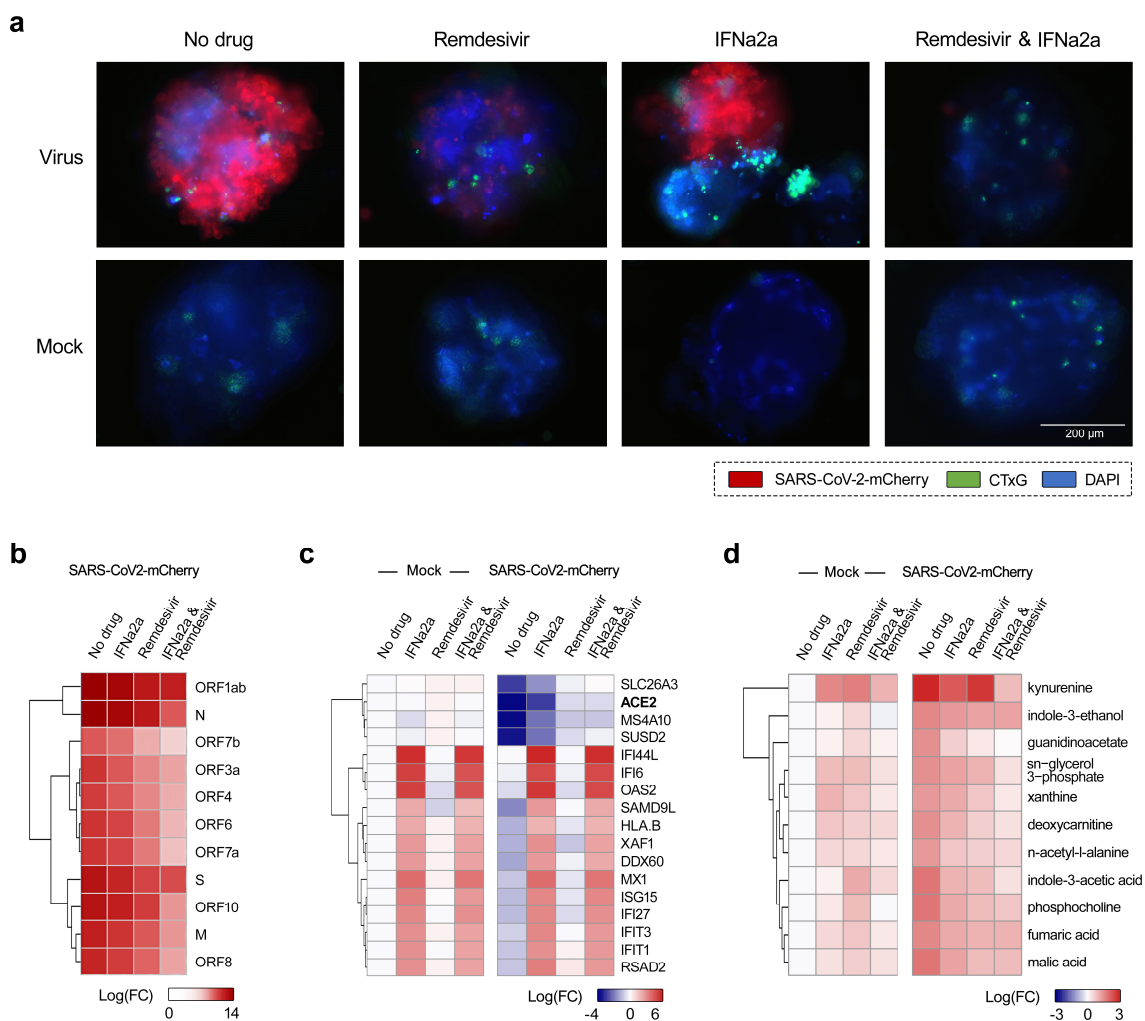 a
No drug
Remdesivir
IFNa2a
Remdesivir & IFNa2a
Virus
Mock
200 µm
SARS-CoV-2-mCherry
CTxG
DAPI
b
SARS-CoV2-mCherry
No drug
IFNa2a
Remdesivir
IFNa2a &
Remdesivir
ORF1ab
N
ORF7b
ORF3a
ORF4
ORF6
ORF7a
S
ORF10
M
ORF8
Log(FC)
0
14
c
Mock
SARS-CoV2-mCherry
No drug
IFNa2a
Remdesivir
IFNa2a &
Remdesivir
No drug
IFNa2a
Remdesivir
IFNa2a &
Remdesivir
SLC26A3
ACE2
MS4A10
SUSD2
IFI44L
IFI6
OAS2
SAMD9L
HLA.B
XAF1
DDX60
MX1
ISG15
IFI27
IFIT3
IFIT1
RSAD2
Log(FC)
-4
0
6
d
Mock
SARS-CoV2-mCherry
No drug
IFNa2a
Remdesivir
IFNa2a &
Remdesivir
No drug
IFNa2a
Remdesivir
IFNa2a &
Remdesivir
kynurenine
indole-3-ethanol
guanidinoacetate
sn−glycerol
3-phosphate
xanthine
deoxycarnitine
n-acetyl-l-alanine
indole-3-acetic acid
phosphocholine
fumaric acid
malic acid
Log(FC)
-3
0
3